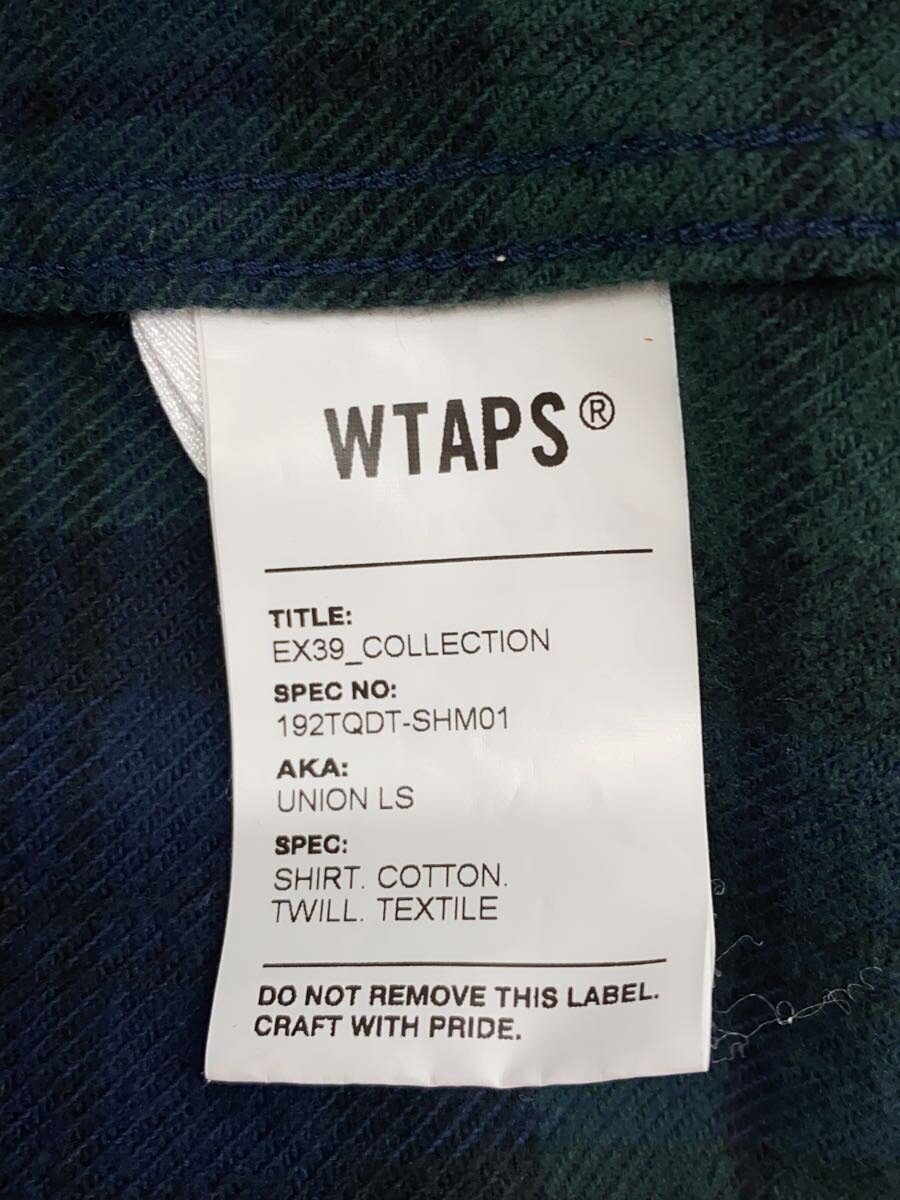 WTAPS®
TITLE:
EX39_COLLECTION
SPEC NO:
192TQDT-SHM01
AKA:
UNION LS
SPEC:
SHIRT. COTTON.
TWILL. TEXTILE
DO NOT REMOVE THIS LABEL.
CRAFT WITH PRIDE.